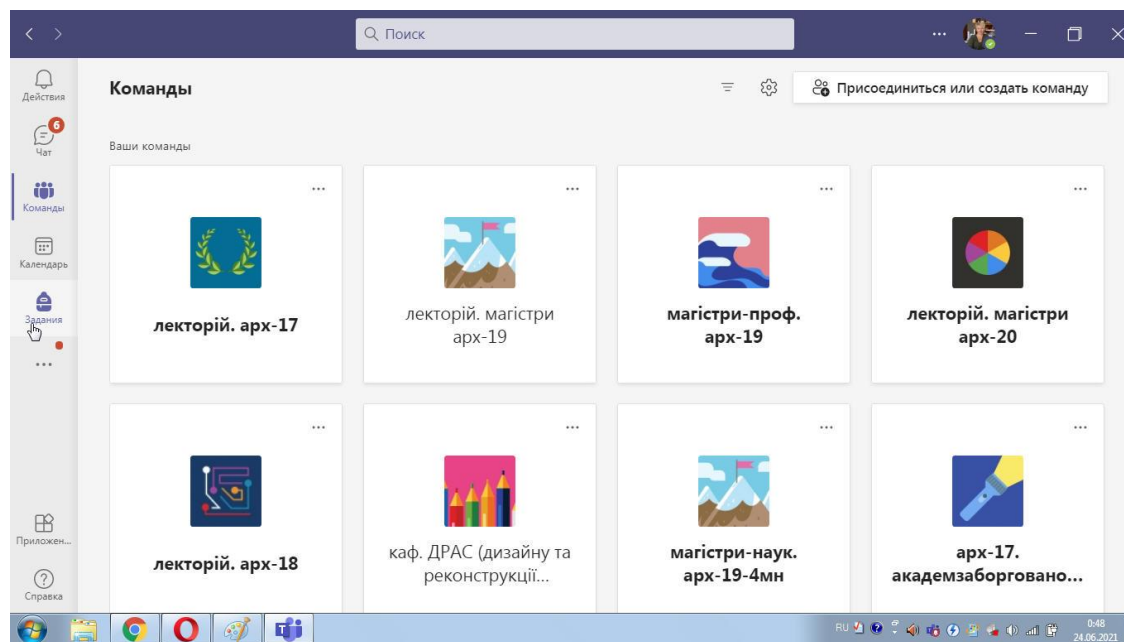 Поиск
Действия
Команды
Присоединиться или создать команду
6
Чат
Ваши команды
Команды
Календарь
Задания
лекторій. арх-17
лекторій. магістри
арх-19
магістри-проф.
арх-19
лекторій. магістри
арх-20
лекторій. арх-18
каф. ДРАС (дизайну та
реконструкції...
магістри-наук.
арх-19-4мн
арх-17.
академзаборговано...
Приложен...
Справка
RU
0:48
24.06.2021